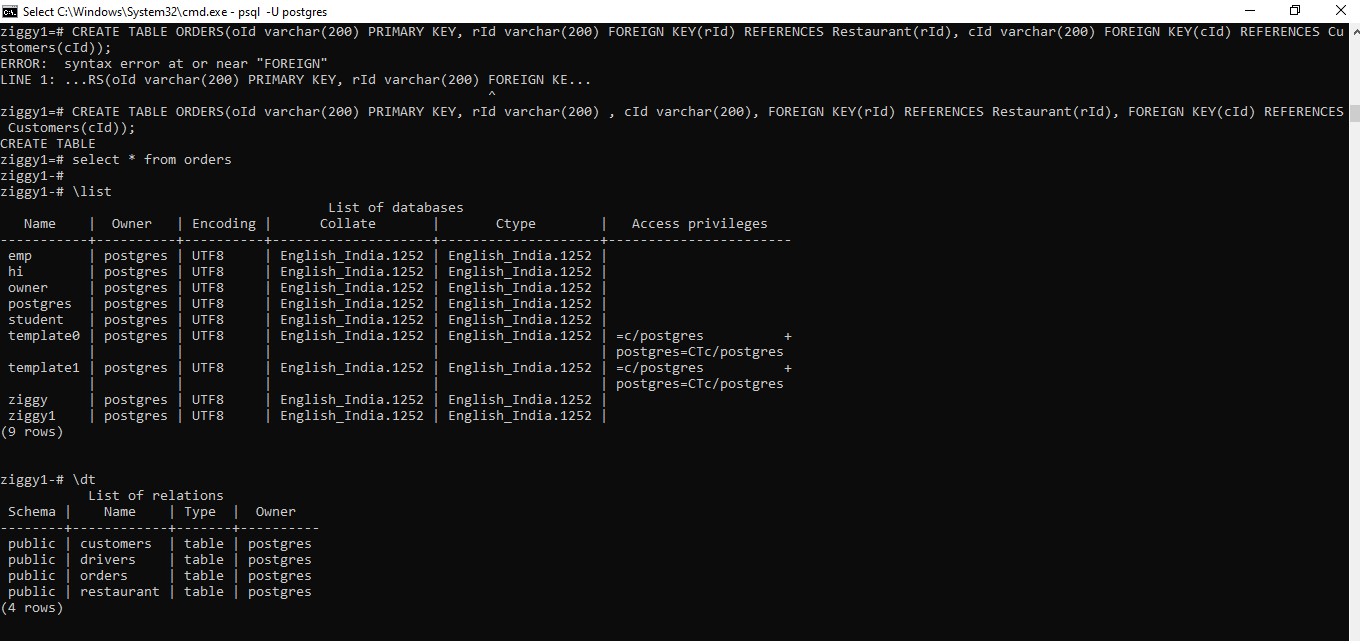 Select C:\Windows\System32\cmd.exe - psql  -U postgres
ziggy1=# CREATE TABLE ORDERS(oId varchar(200) PRIMARY KEY, rId varchar(200) FOREIGN KEY(rId) REFERENCES Restaurant(rId), cId varchar(200) FOREIGN KEY(cId) REFERENCES Cu
stomers(cId));
ERROR:  syntax error at or near "FOREIGN"
LINE 1: ...RS(oId varchar(200) PRIMARY KEY, rId varchar(200) FOREIGN KE...
                                                             ^
ziggy1=# CREATE TABLE ORDERS(oId varchar(200) PRIMARY KEY, rId varchar(200) , cId varchar(200), FOREIGN KEY(rId) REFERENCES Restaurant(rId), FOREIGN KEY(cId) REFERENCES
 Customers(cId));
CREATE TABLE
ziggy1=# select * from orders
ziggy1-#
ziggy1-# \list
                                         List of databases
   Name    |  Owner   | Encoding |      Collate       |       Ctype        |   Access privileges
-----------+----------+----------+--------------------+--------------------+-----------------------
 emp       | postgres | UTF8     | English_India.1252 | English_India.1252 |
 hi        | postgres | UTF8     | English_India.1252 | English_India.1252 |
 owner     | postgres | UTF8     | English_India.1252 | English_India.1252 |
 postgres  | postgres | UTF8     | English_India.1252 | English_India.1252 |
 student   | postgres | UTF8     | English_India.1252 | English_India.1252 |
 template0 | postgres | UTF8     | English_India.1252 | English_India.1252 | =c/postgres          +
           |          |          |                    |                    | postgres=CTc/postgres
 template1 | postgres | UTF8     | English_India.1252 | English_India.1252 | =c/postgres          +
           |          |          |                    |                    | postgres=CTc/postgres
 ziggy     | postgres | UTF8     | English_India.1252 | English_India.1252 |
 ziggy1    | postgres | UTF8     | English_India.1252 | English_India.1252 |
(9 rows)
ziggy1-# \dt
           List of relations
 Schema |    Name    | Type  |  Owner
--------+------------+-------+----------
 public | customers  | table | postgres
 public | drivers    | table | postgres
 public | orders     | table | postgres
 public | restaurant | table | postgres
(4 rows)